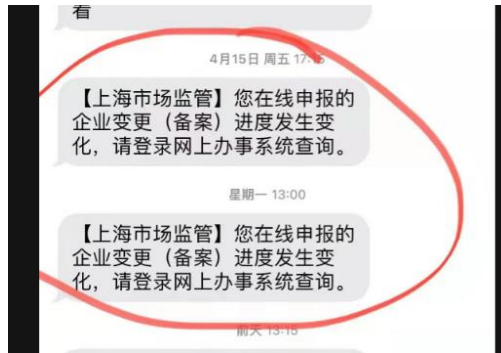 看
4月15日 周五 17:15
【上海市场监管】您在线申报的
企业变更（备案）进度发生变
化，请登录网上办事系统查询。
星期一 13:00
【上海市场监管】您在线申报的
企业变更（备案）进度发生变
化，请登录网上办事系统查询。
前天 13:15